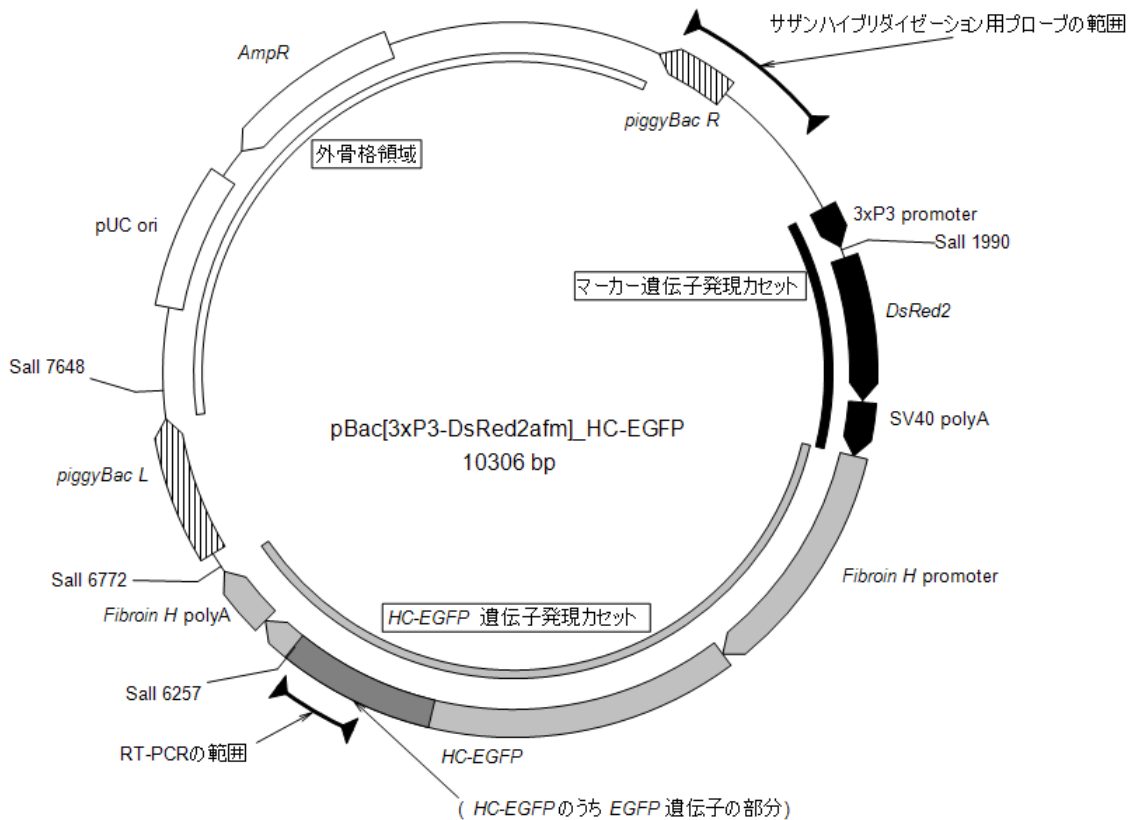 サザンハイブリダイゼーション用プローブの範囲
AmpR
piggyBac R
外骨格領域
pUC ori
3xP3 promoter
SalI 1990
マーカー遺伝子発現カセット
DsRed2
SalI 7648
SV40 polyA
pBac[3xP3-DsRed2afm]_HC-EGFP
10306 bp
piggyBac L
SalI 6772
Fibroin H promoter
Fibroin H polyA
HC-EGFP 遺伝子発現カセット
SalI 6257
RT-PCRの範囲
HC-EGFP
( HC-EGFPのうち EGFP 遺伝子の部分)